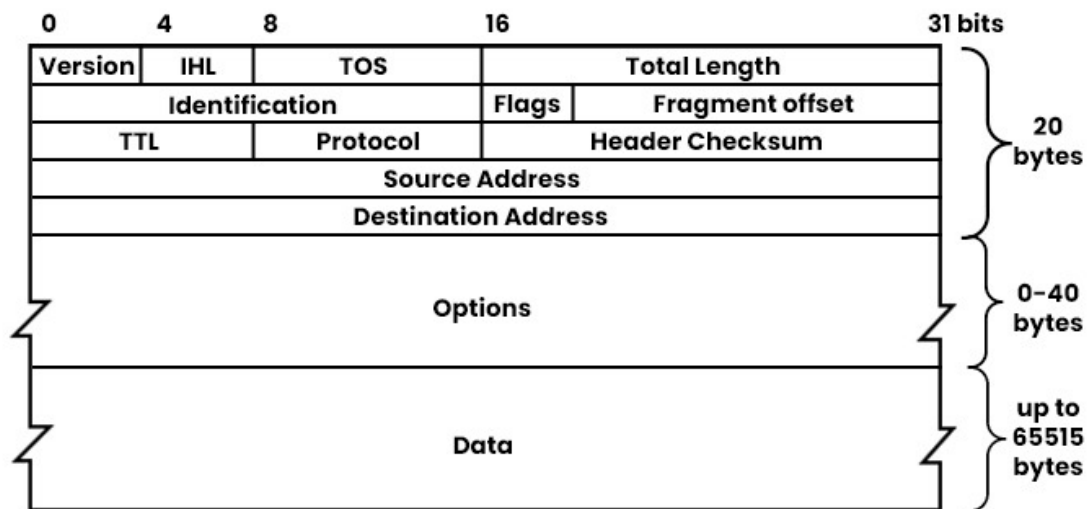 0 4 8 16 31 bits
Version IHL TOS Total Length
Identification Flags Fragment offset
TTL Protocol Header Checksum
Source Address
Destination Address
20
bytes
Options
0-40
bytes
Data
up to
65515
bytes